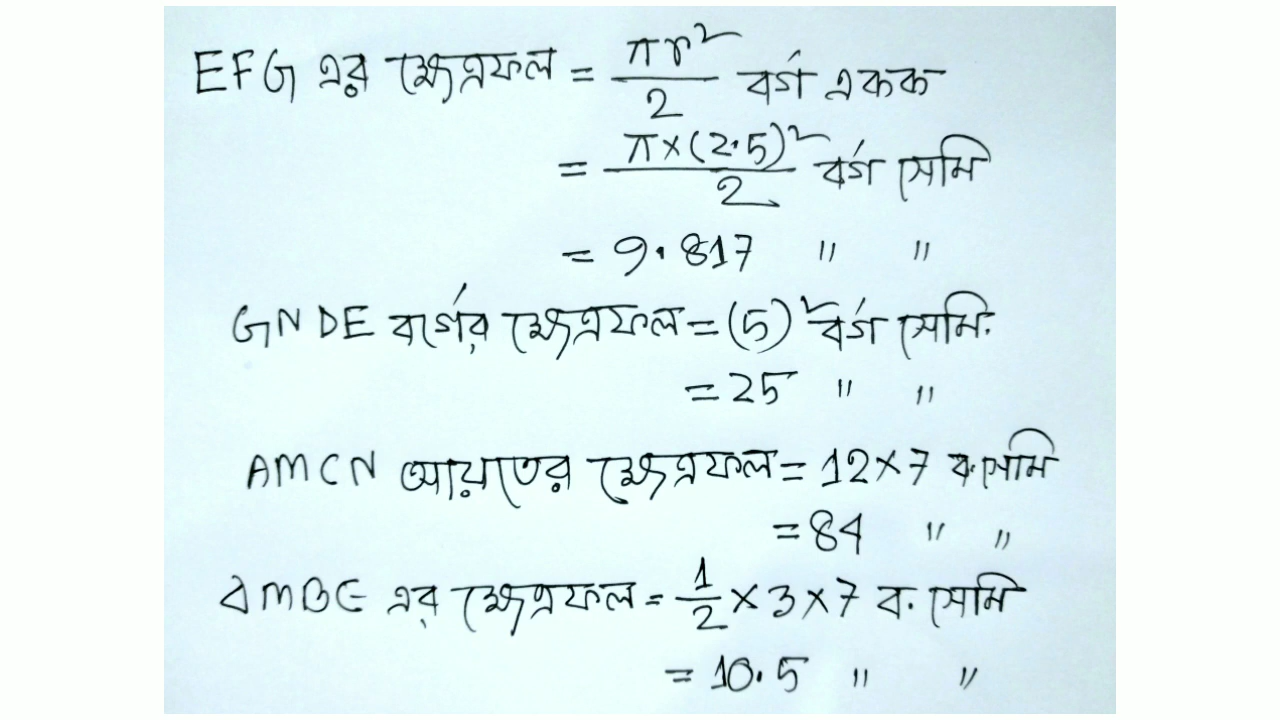 EFG এর ক্ষেত্রফল = πr²/2 বর্গ একক
= π×(2.5)²/2 বর্গ সেমি
= 9.817 " "
GNDE বর্গের ক্ষেত্রফল = (5)² বর্গ সেমি.
= 25 " "
AMCN আয়তের ক্ষেত্রফল = 12×7 ব.সেমি
= 84 " "
MBC এর ক্ষেত্রফল = 1/2 × 3 × 7 ব. সেমি
= 10.5 " "